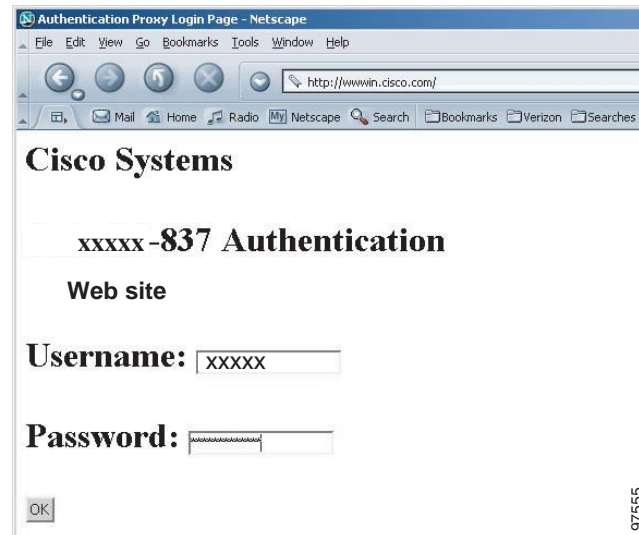 Authentication Proxy Login Page - Netscape
File Edit View Go Bookmarks Tools Window Help
http://wwwin.cisco.com/
Mail Home Radio My Netscape Search Bookmarks Verizon Searches
Cisco Systems
xxxxx-837 Authentication
Web site
Username: xxxxx
Password: *************
OK
97555